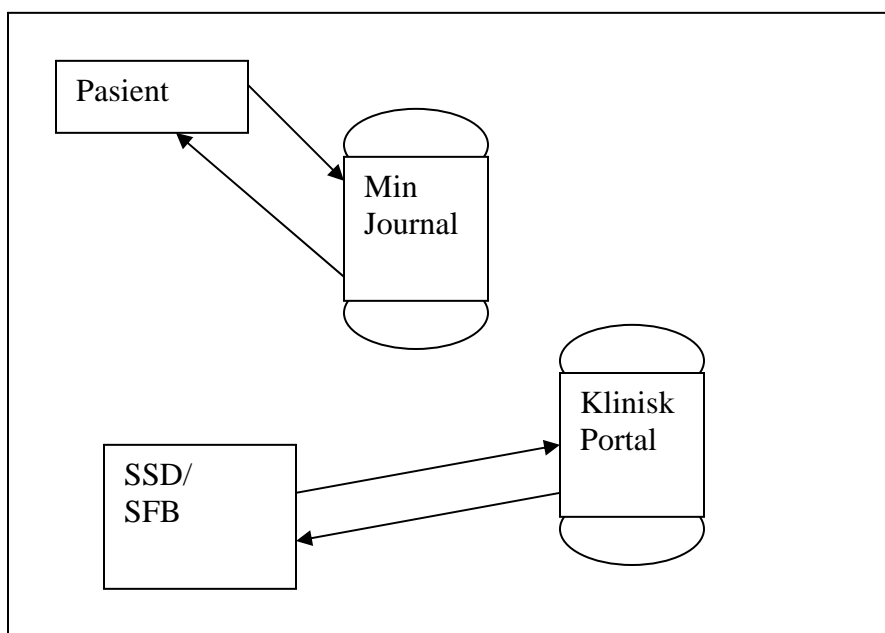 Pasient
Min
Journal
Klinisk
Portal
SSD/
SFB